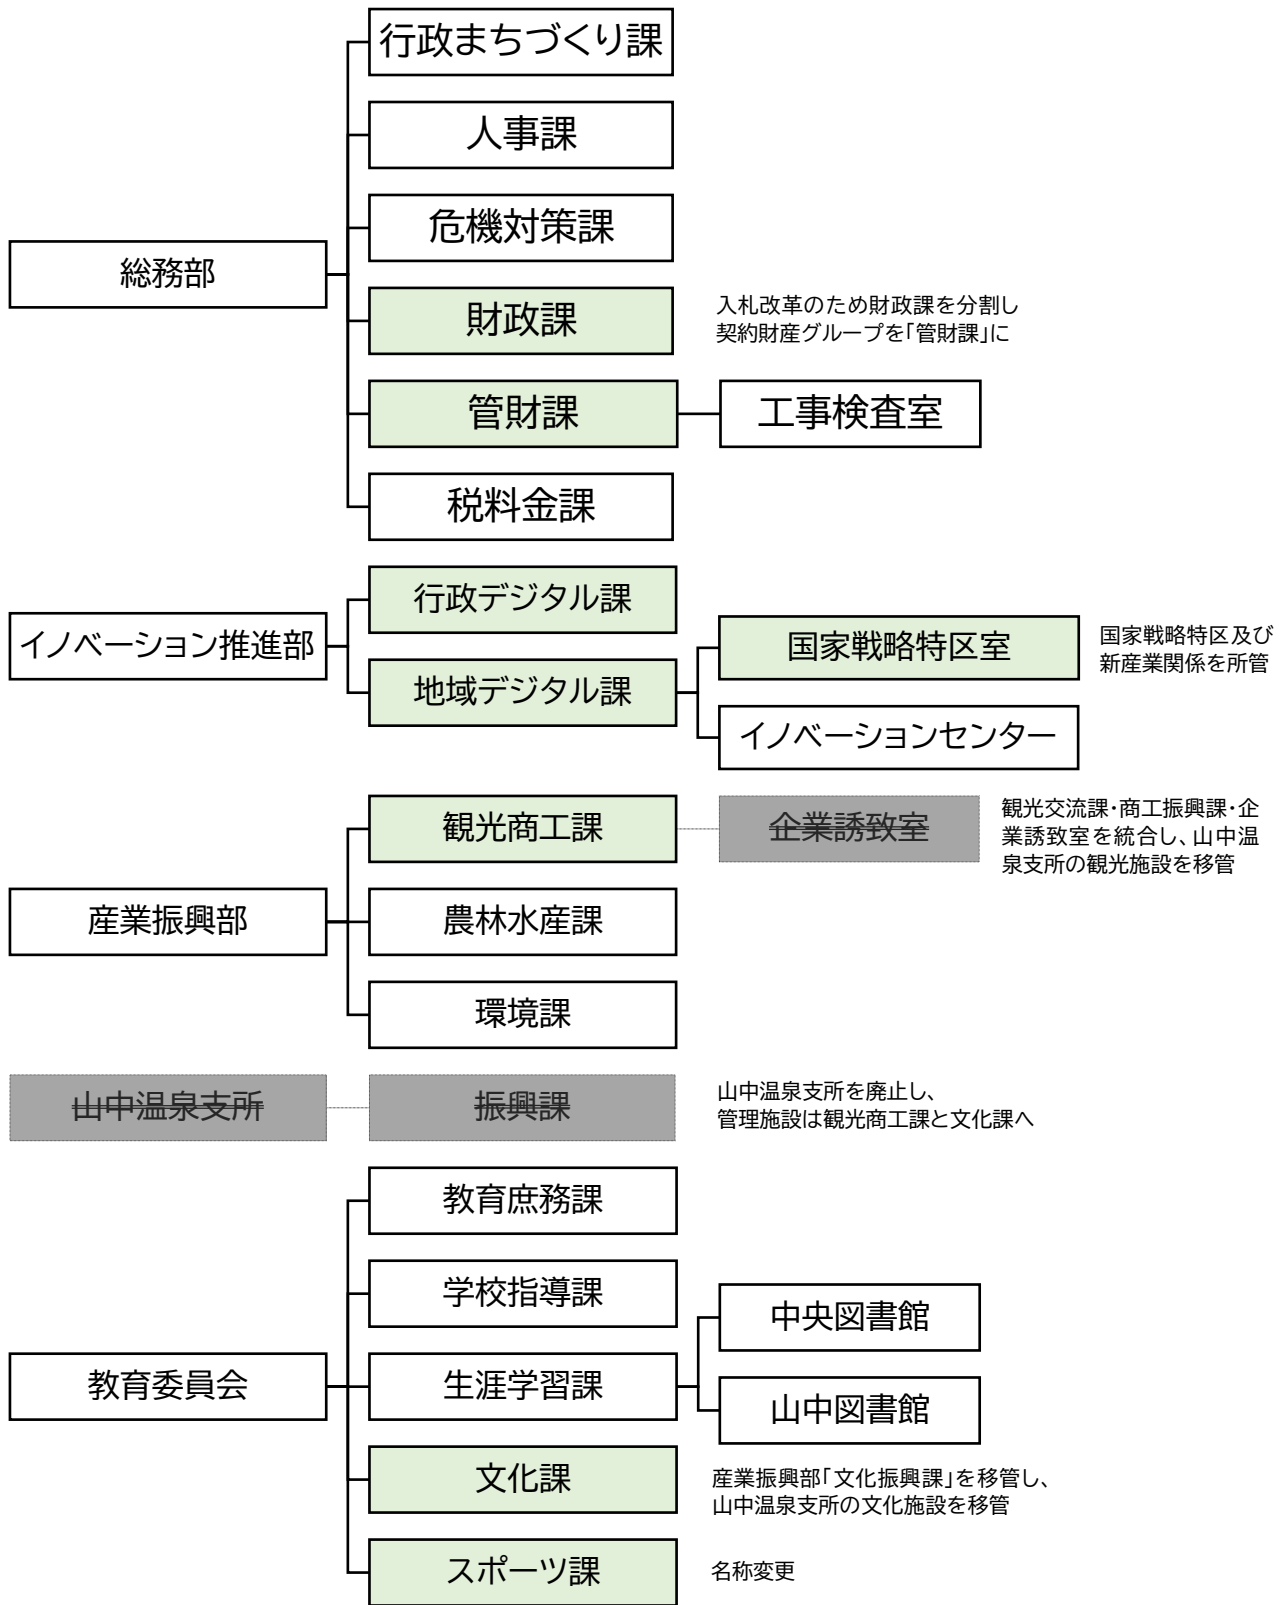 行政まちづくり課
人事課
危機対策課
総務部
財政課
入札改革のため財政課を分割し
契約財産グループを「管財課」に
管財課
工事検査室
税料金課
イノベーション推進部
行政デジタル課
地域デジタル課
国家戦略特区室
国家戦略特区及び
新産業関係を所管
イノベーションセンター
産業振興部
観光商工課
企業誘致室
観光交流課・商工振興課・企
業誘致室を統合し、山中温
泉支所の観光施設を移管
農林水産課
環境課
山中温泉支所
振興課
山中温泉支所を廃止し、
管理施設は観光商工課と文化課へ
教育委員会
教育庶務課
学校指導課
生涯学習課
中央図書館
山中図書館
文化課
産業振興部「文化振興課」を移管し、
山中温泉支所の文化施設を移管
スポーツ課
名称変更